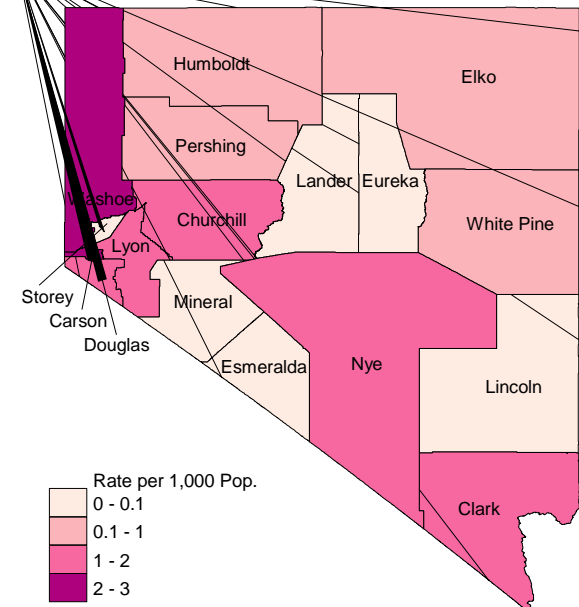 Humboldt
Elko
Pershing
Lander
Eureka
Washoe
Churchill
White Pine
Lyon
Storey
Mineral
Carson
Douglas
Esmeralda
Nye
Lincoln
Rate per 1,000 Pop.
0 - 0.1
0.1 - 1
1 - 2
2 - 3
Clark